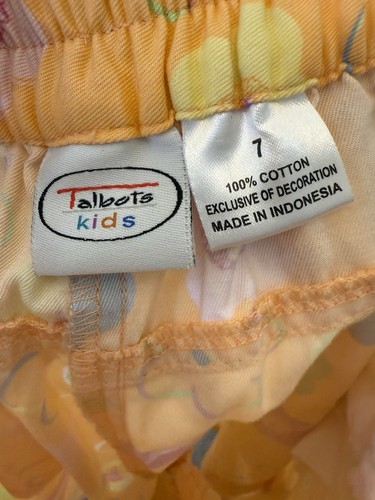 Talbots
kids
7
100% COTTON
EXCLUSIVE OF DECORATION
MADE IN INDONESIA